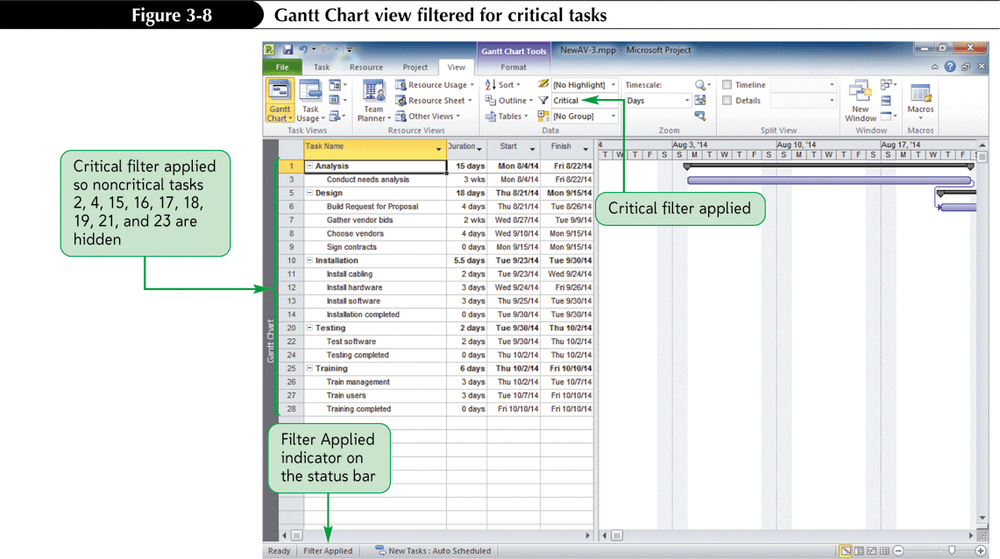 Figure 3-8 Gantt Chart view filtered for critical tasks
Gantt Chart Tools NewAV-3.mpp - Microsoft Project
File Task Resource Project View Format
Gantt Chart
Task Usage
Task Views
Team Planner
Resource Usage
Resource Sheet
Other Views
Resource Views
Sort
Outline
Tables
[No Highlight]
Critical
[No Group]
Data
Timescale:
Days
Zoom
Timeline
Details
Split View
New Window
Window
Macros
Macros
Task Name Duration Start Finish
4 Aug 3, '14 Aug 10, '14 Aug 17, '14
T W T F S S M T W T F S S M T W T F S S M T W T F S
1 Analysis 15 days Mon 8/4/14 Fri 8/22/14
3 Conduct needs analysis 3 wks Mon 8/4/14 Fri 8/22/14
5 Design 18 days Thu 8/21/14 Mon 9/15/14
6 Build Request for Proposal 4 days Thu 8/21/14 Tue 8/26/14
7 Gather vendor bids 2 wks Wed 8/27/14 Tue 9/9/14
8 Choose vendors 4 days Wed 9/10/14 Mon 9/15/14
9 Sign contracts 0 days Mon 9/15/14 Mon 9/15/14
10 Installation 5.5 days Tue 9/23/14 Tue 9/30/14
11 Install cabling 2 days Tue 9/23/14 Wed 9/24/14
12 Install hardware 3 days Wed 9/24/14 Fri 9/26/14
13 Install software 3 days Thu 9/25/14 Tue 9/30/14
14 Installation completed 0 days Tue 9/30/14 Tue 9/30/14
20 Testing 2 days Tue 9/30/14 Thu 10/2/14
22 Test software 2 days Tue 9/30/14 Thu 10/2/14
24 Testing completed 0 days Thu 10/2/14 Thu 10/2/14
25 Training 6 days Thu 10/2/14 Fri 10/10/14
26 Train management 3 days Thu 10/2/14 Tue 10/7/14
27 Train users 3 days Tue 10/7/14 Fri 10/10/14
28 Training completed 0 days Fri 10/10/14 Fri 10/10/14
Gantt Chart
Critical filter applied
so noncritical tasks
2, 4, 15, 16, 17, 18,
19, 21, and 23 are
hidden
Critical filter applied
Filter Applied
indicator on
the status bar
Ready Filter Applied New Tasks : Auto Scheduled